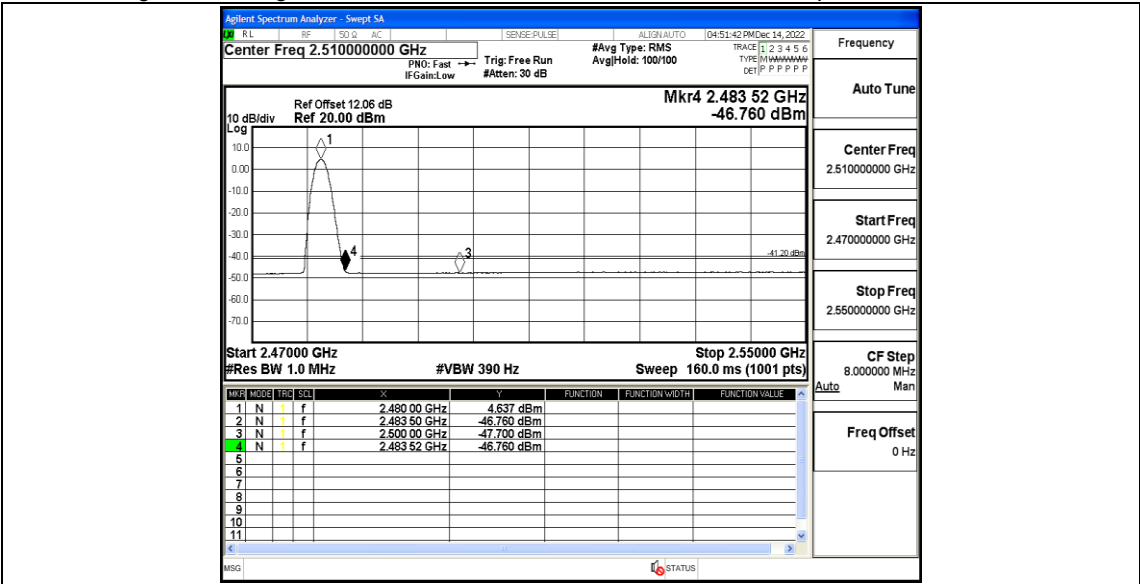 Agilent Spectrum Analyzer - Swept SA
RL RF 50 Ω AC SENSE:PULSE ALIGN AUTO 04:51:42 PM Dec 14, 2022
Center Freq 2.510000000 GHz
#Avg Type: RMS
TRACE 1 2 3 4 5 6
PNO: Fast
Trig: Free Run
Avg|Hold: 100/100
TYPE M WWWWW
IFGain:Low
#Atten: 30 dB
DET P P P P P P
Mkr4 2.483 52 GHz
-46.760 dBm
Ref Offset 12.06 dB
10 dB/div Ref 20.00 dBm
Log
10.0
0.00
-10.0
-20.0
-30.0
-40.0
-50.0
-60.0
-70.0
1
4
3
-41.20 dBm
Start 2.47000 GHz Stop 2.55000 GHz
#Res BW 1.0 MHz #VBW 390 Hz Sweep 160.0 ms (1001 pts)
MKR MODE TRC SCL X Y FUNCTION FUNCTION WIDTH FUNCTION VALUE
1 N 1 f 2.480 00 GHz 4.637 dBm
2 N 1 f 2.483 50 GHz -46.760 dBm
3 N 1 f 2.500 00 GHz -47.700 dBm
4 N 1 f 2.483 52 GHz -46.760 dBm
5
6
7
8
9
10
11
MSG STATUS
Frequency
Auto Tune
Center Freq
2.510000000 GHz
Start Freq
2.470000000 GHz
Stop Freq
2.550000000 GHz
CF Step
8.000000 MHz
Auto Man
Freq Offset
0 Hz